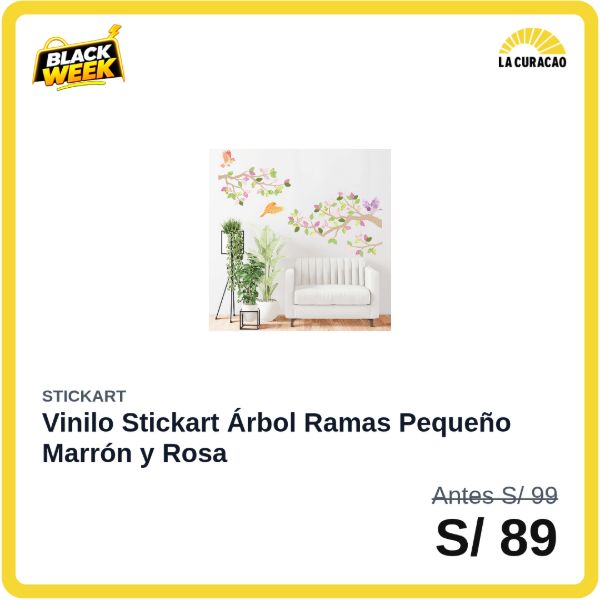 BLACK
WEEK
LA CURACAO
STICKART
Vinilo Stickart Árbol Ramas Pequeño
Marrón y Rosa
Antes S/ 99
S/ 89